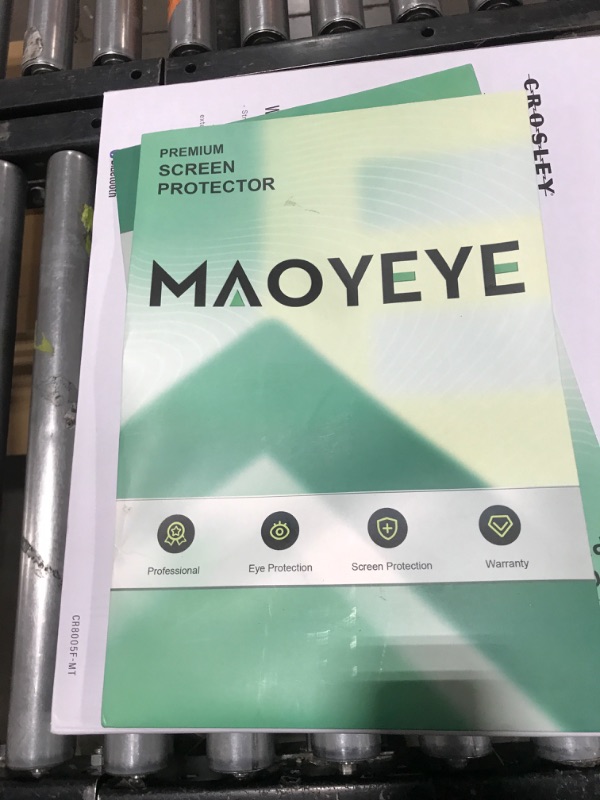 PREMIUM
SCREEN
PROTECTOR
MAOYEYE
Professional
Eye Protection
Screen Protection
Warranty
CROSLEY
CR8005F-MT